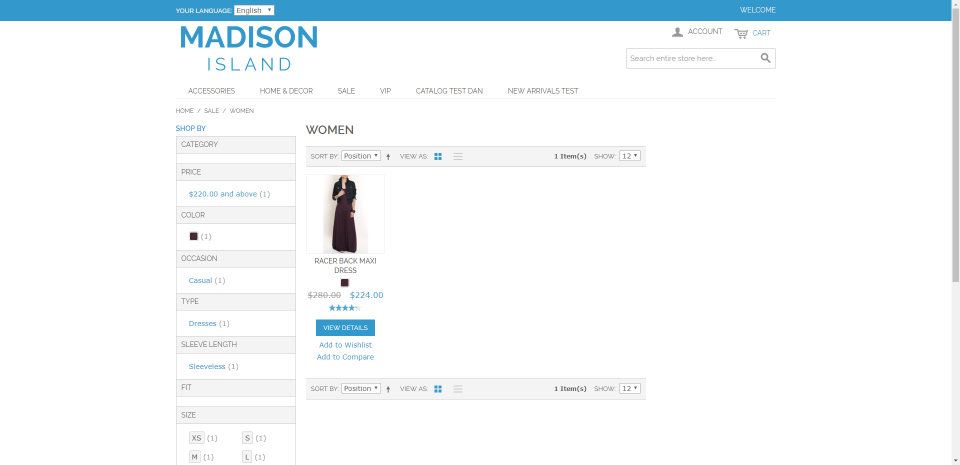 YOUR LANGUAGE: English
WELCOME
MADISON
ISLAND
ACCOUNT
CART
Search entire store here...
ACCESSORIES HOME & DECOR SALE VIP CATALOG TEST DAN NEW ARRIVALS TEST
HOME / SALE / WOMEN
SHOP BY
CATEGORY
PRICE
$220.00 and above (1)
COLOR
(1)
OCCASION
Casual (1)
TYPE
Dresses (1)
SLEEVE LENGTH
Sleeveless (1)
FIT
SIZE
XS (1) S (1)
M (1) L (1)
WOMEN
SORT BY: Position VIEW AS: 1 Item(s) SHOW: 12
RACER BACK MAXI
DRESS
$280.00 $224.00
VIEW DETAILS
Add to Wishlist
Add to Compare
SORT BY: Position VIEW AS: 1 Item(s) SHOW: 12